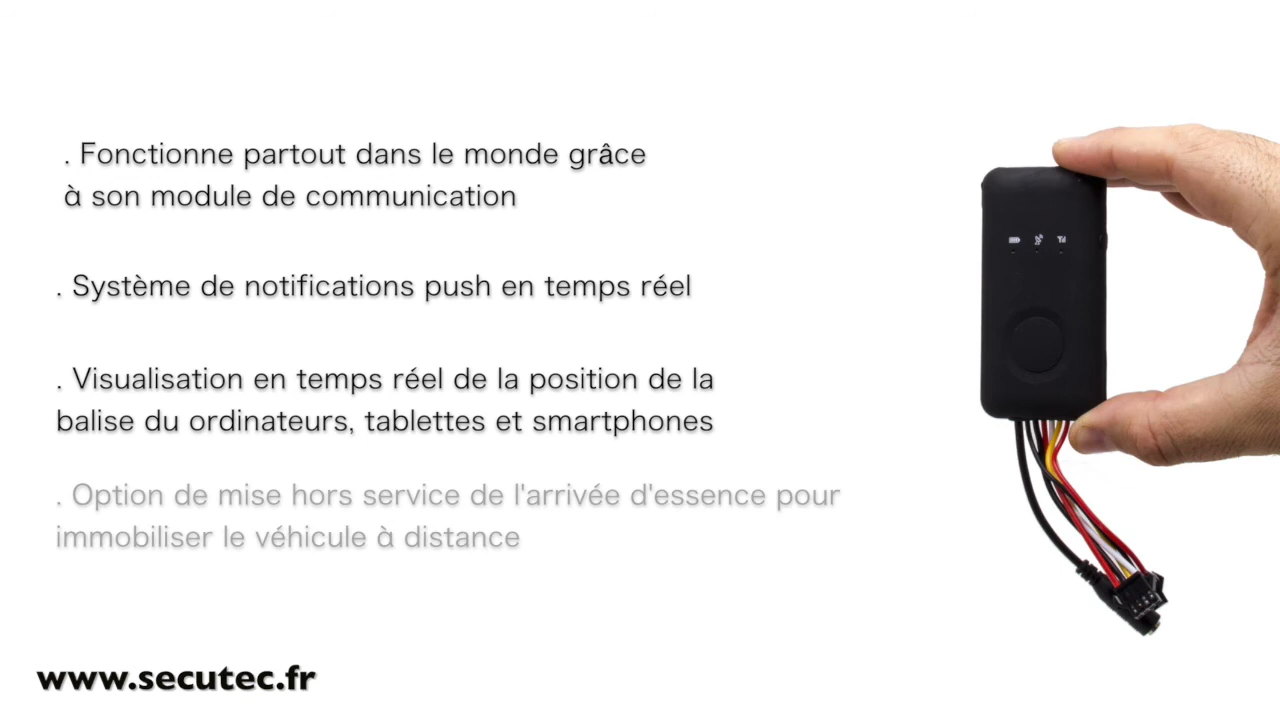 . Fonctionne partout dans le monde grâce
à son module de communication
. Système de notifications push en temps réel
. Visualisation en temps réel de la position de la
balise du ordinateurs, tablettes et smartphones
. Option de mise hors service de l'arrivée d'essence pour
immobiliser le véhicule à distance
www.secutec.fr